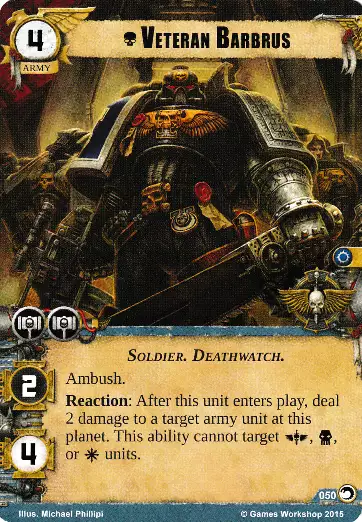 4
ARMY
VETERAN BARBRUS
SOLDIER. DEATHWATCH.
2
Ambush.
Reaction: After this unit enters play, deal
2 damage to a target army unit at this
planet. This ability cannot target , ,
or units.
4
050
Illus. Michael Phillipi
© Games Workshop 2015